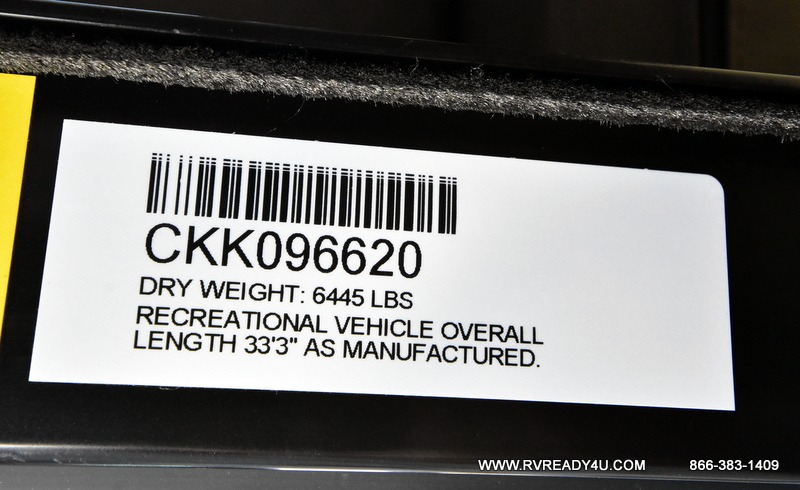 CKK096620
DRY WEIGHT: 6445 LBS
RECREATIONAL VEHICLE OVERALL
LENGTH 33'3" AS MANUFACTURED.
WWW.RVREADY4U.COM 866-383-1409